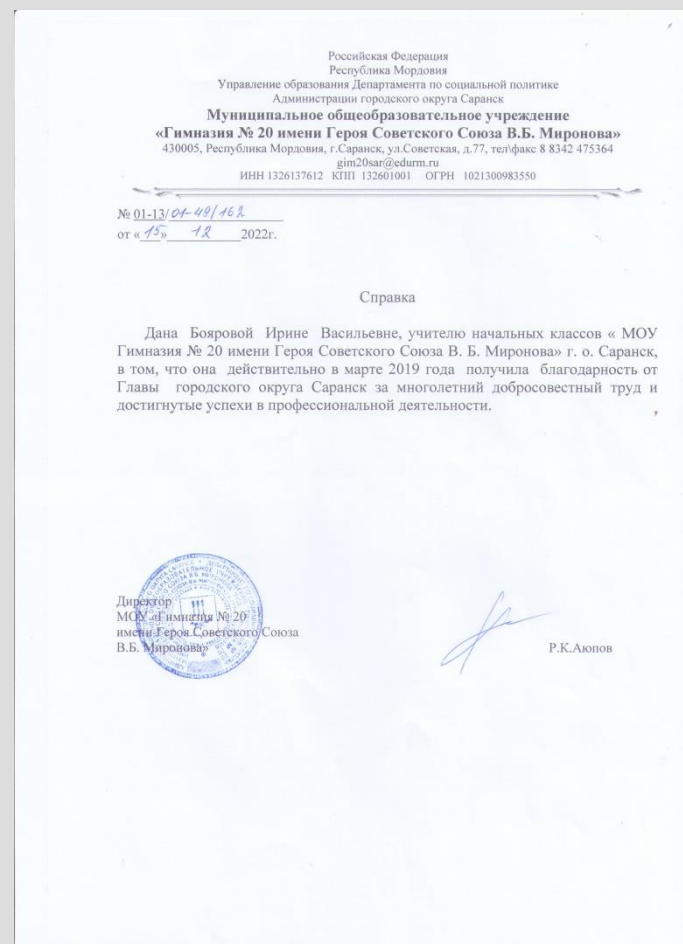 Российская Федерация
Республика Мордовия
Управление образования Департамента по социальной политике
Администрации городского округа Саранск
Муниципальное общеобразовательное учреждение
«Гимназия № 20 имени Героя Советского Союза В.Б. Миронова»
430005, Республика Мордовия, г.Саранск, ул.Советская, д.77, тел\факс 8 8342 475364
gim20sar@edurm.ru
ИНН 1326137612 КПП 132601001 ОГРН 1021300983550
№ 01-13/01-49/162
от «15» 12 2022г.
Справка
Дана Бояровой Ирине Васильевне, учителю начальных классов « МОУ
Гимназия № 20 имени Героя Советского Союза В. Б. Миронова» г. о. Саранск,
в том, что она действительно в марте 2019 года получила благодарность от
Главы городского округа Саранск за многолетний добросовестный труд и
достигнутые успехи в профессиональной деятельности.
Директор
МОУ «Гимназия № 20
имени Героя Советского Союза
В.Б. Миронова» Р.К.Аюпов